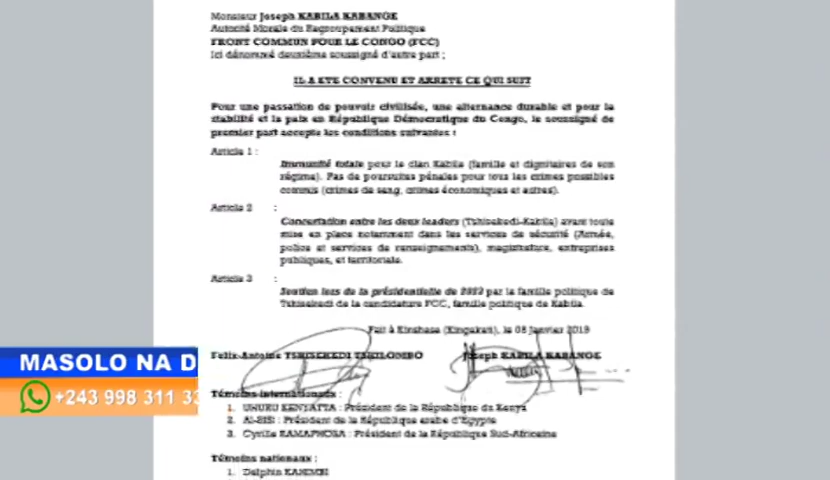 Monsieur Joseph KABILA KABANGE
Autorité Morale du Regroupement Politique
FRONT COMMUN POUR LE CONGO (FCC)
Ici dénommé deuxième soussigné d'autre part ;
IL A ETE CONVENU ET ARRETE CE QUI SUIT
Pour une passation de pouvoir civilisée, une alternance durable et pour la
stabilité et la paix en République Démocratique du Congo, le soussigné de
premier part accepte les conditions suivantes :
Article 1 :
Immunité totale pour le clan Kabila (famille et dignitaires de son
régime). Pas de poursuites pénales pour tous les crimes possibles
commis (crimes de sang, crimes économiques et autres).
Article 2 :
Concertation entre les deux leaders (Tshisekedi-Kabila) avant toute
mise en place notamment dans les services de sécurité (Armée,
police et services de renseignements), magistrature, entreprises
publiques, et territoriale.
Article 3 :
Soutien lors de la présidentielle de 2023 par la famille politique de
Tshisekedi de la candidature FCC, famille politique de Kabila.
Fait à Kinshasa (Kingakati), le 08 Janvier 2019
Felix-Antoine TSHISEKEDI TSHILOMBO
Joseph KABILA KABANGE
MASOLO NA D
+243 998 311 33
Témoins internationaux :
1. UHURU KENYATTA : Président de la République du Kenya
2. Al-SISI : Président de la République arabe d'Egypte
3. Cyrille RAMAPHOSA : Président de la République Sud-Africaine
Témoins nationaux :
1. Delphin KAHIMBI